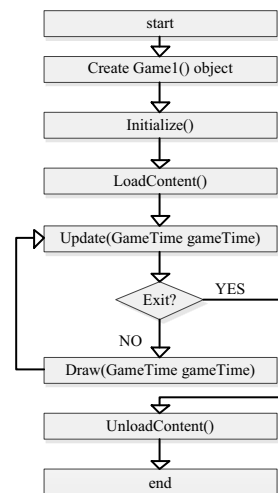 start
Create Game1() object
Initialize()
LoadContent()
Update(GameTime gameTime)
Exit?
YES
NO
Draw(GameTime gameTime)
UnloadContent()
end